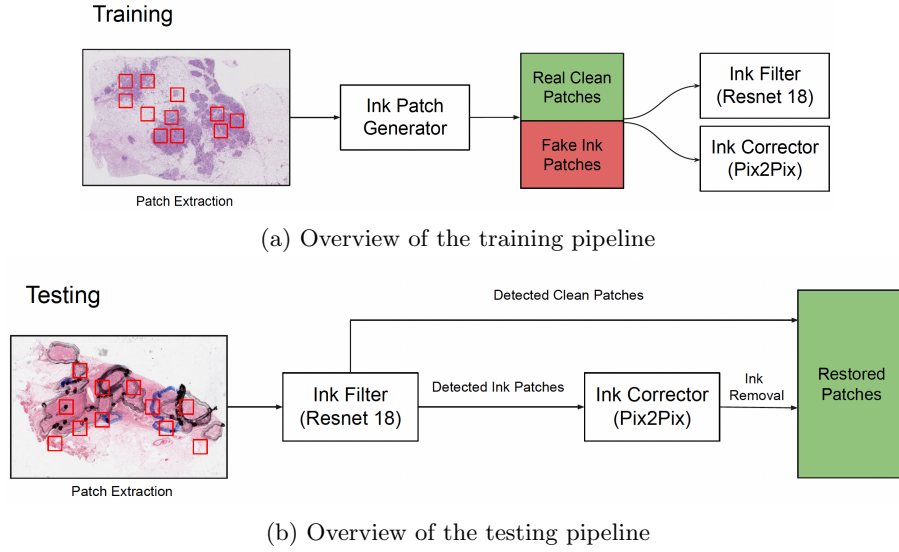 Training
Patch Extraction
Ink Patch
Generator
Real Clean
Patches
Fake Ink
Patches
Ink Filter
(Resnet 18)
Ink Corrector
(Pix2Pix)
(a) Overview of the training pipeline
Testing
Patch Extraction
Ink Filter
(Resnet 18)
Detected Clean Patches
Detected Ink Patches
Ink Corrector
(Pix2Pix)
Ink
Removal
Restored
Patches
(b) Overview of the testing pipeline